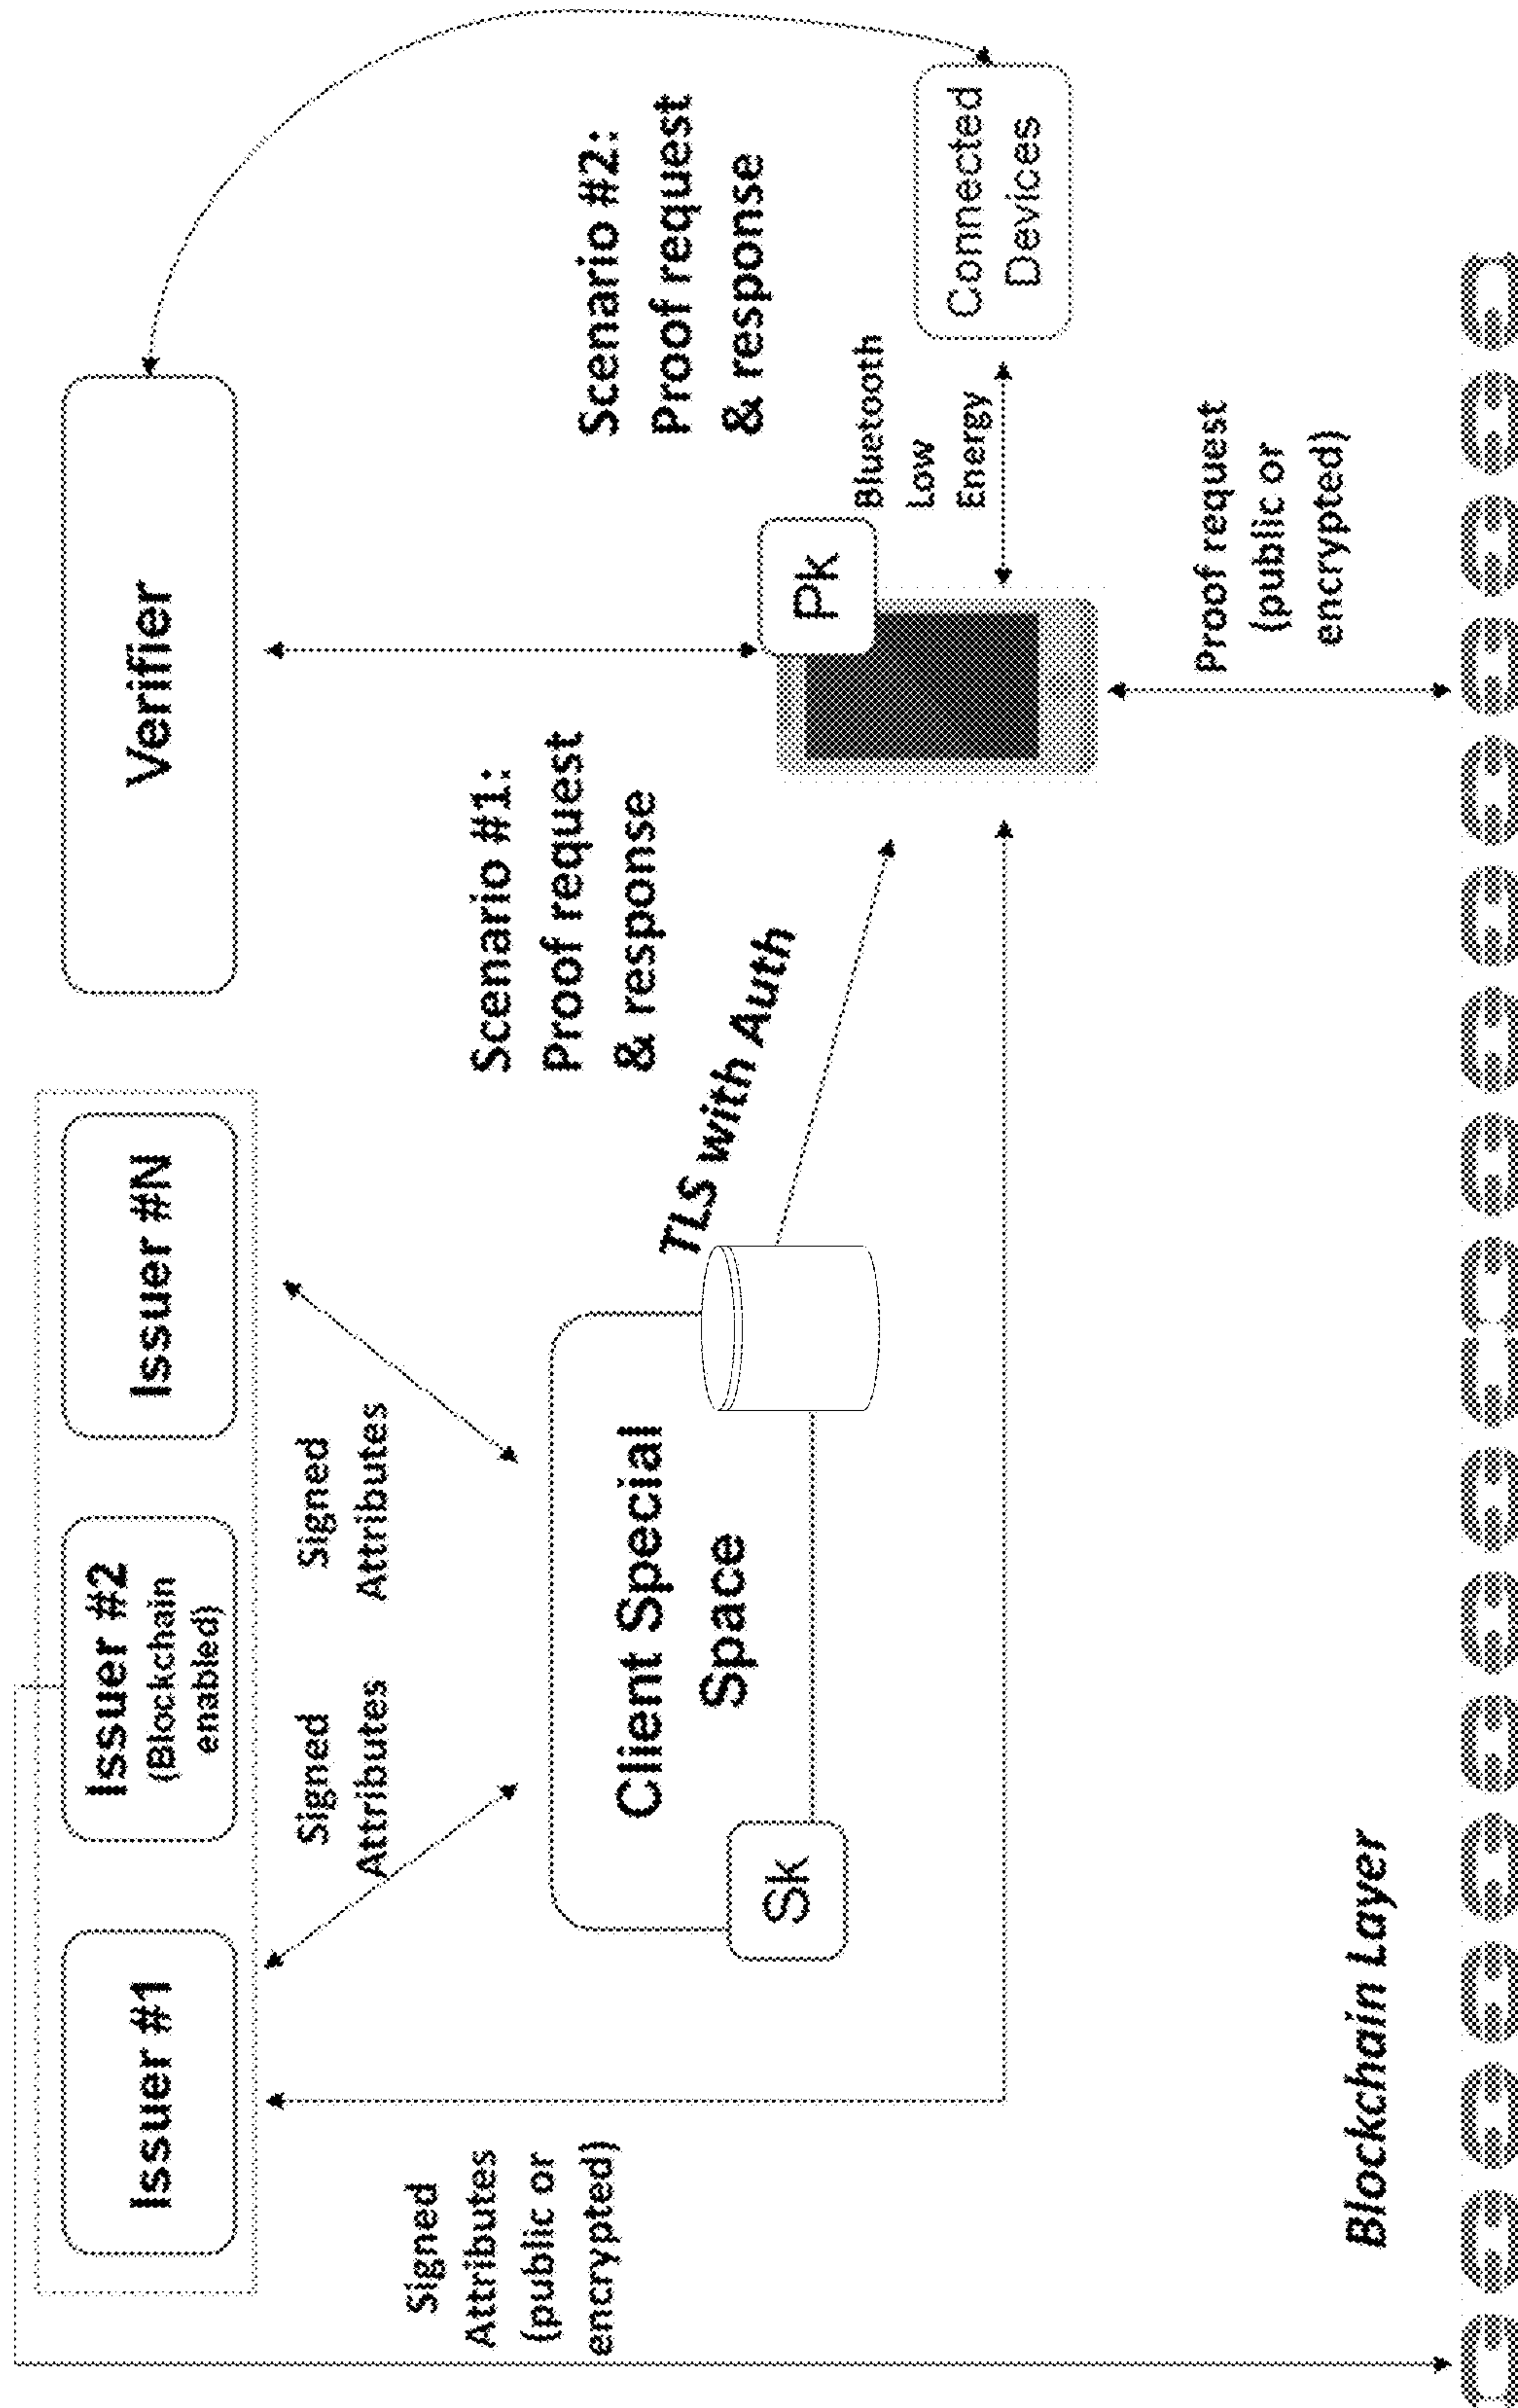 Issuer #1
Issuer #2
(Blockchain
enabled)
Issuer #N
Verifier
Signed
Attributes
(public or
encrypted)
Signed
Attributes
Signed
Attributes
Client Special
Space
Sk
TLS with Auth
Scenario #1:
Proof request
& response
Scenario #2:
Proof request
& response
Pk
Bluetooth
Low
Energy
Connected
Devices
Proof request
(public or
encrypted)
Blockchain Layer